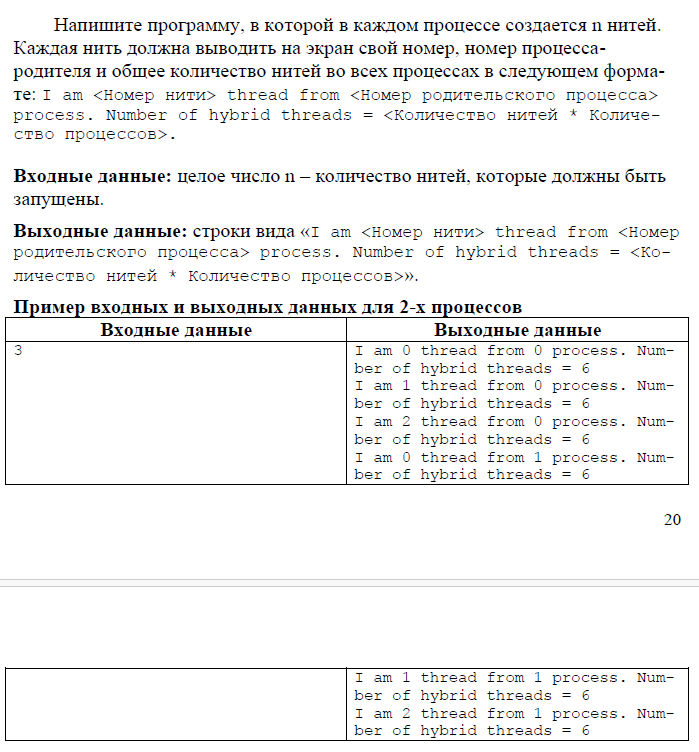 Напишите программу, в которой в каждом процессе создается n нитей.
Каждая нить должна выводить на экран свой номер, номер процесса-
родителя и общее количество нитей во всех процессах в следующем форма-
те: I am <Номер нити> thread from <Номер родительского процесса>
process. Number of hybrid threads = <Количество нитей * Количе-
ство процессов>.
Входные данные: целое число n – количество нитей, которые должны быть
запущены.
Выходные данные: строки вида «I am <Номер нити> thread from <Номер
родительского процесса> process. Number of hybrid threads = <Ко-
личество нитей * Количество процессов>».
Пример входных и выходных данных для 2-х процессов
Входные данные
Выходные данные
3
I am 0 thread from 0 process. Num-
ber of hybrid threads = 6
I am 1 thread from 0 process. Num-
ber of hybrid threads = 6
I am 2 thread from 0 process. Num-
ber of hybrid threads = 6
I am 0 thread from 1 process. Num-
ber of hybrid threads = 6
20
I am 1 thread from 1 process. Num-
ber of hybrid threads = 6
I am 2 thread from 1 process. Num-
ber of hybrid threads = 6